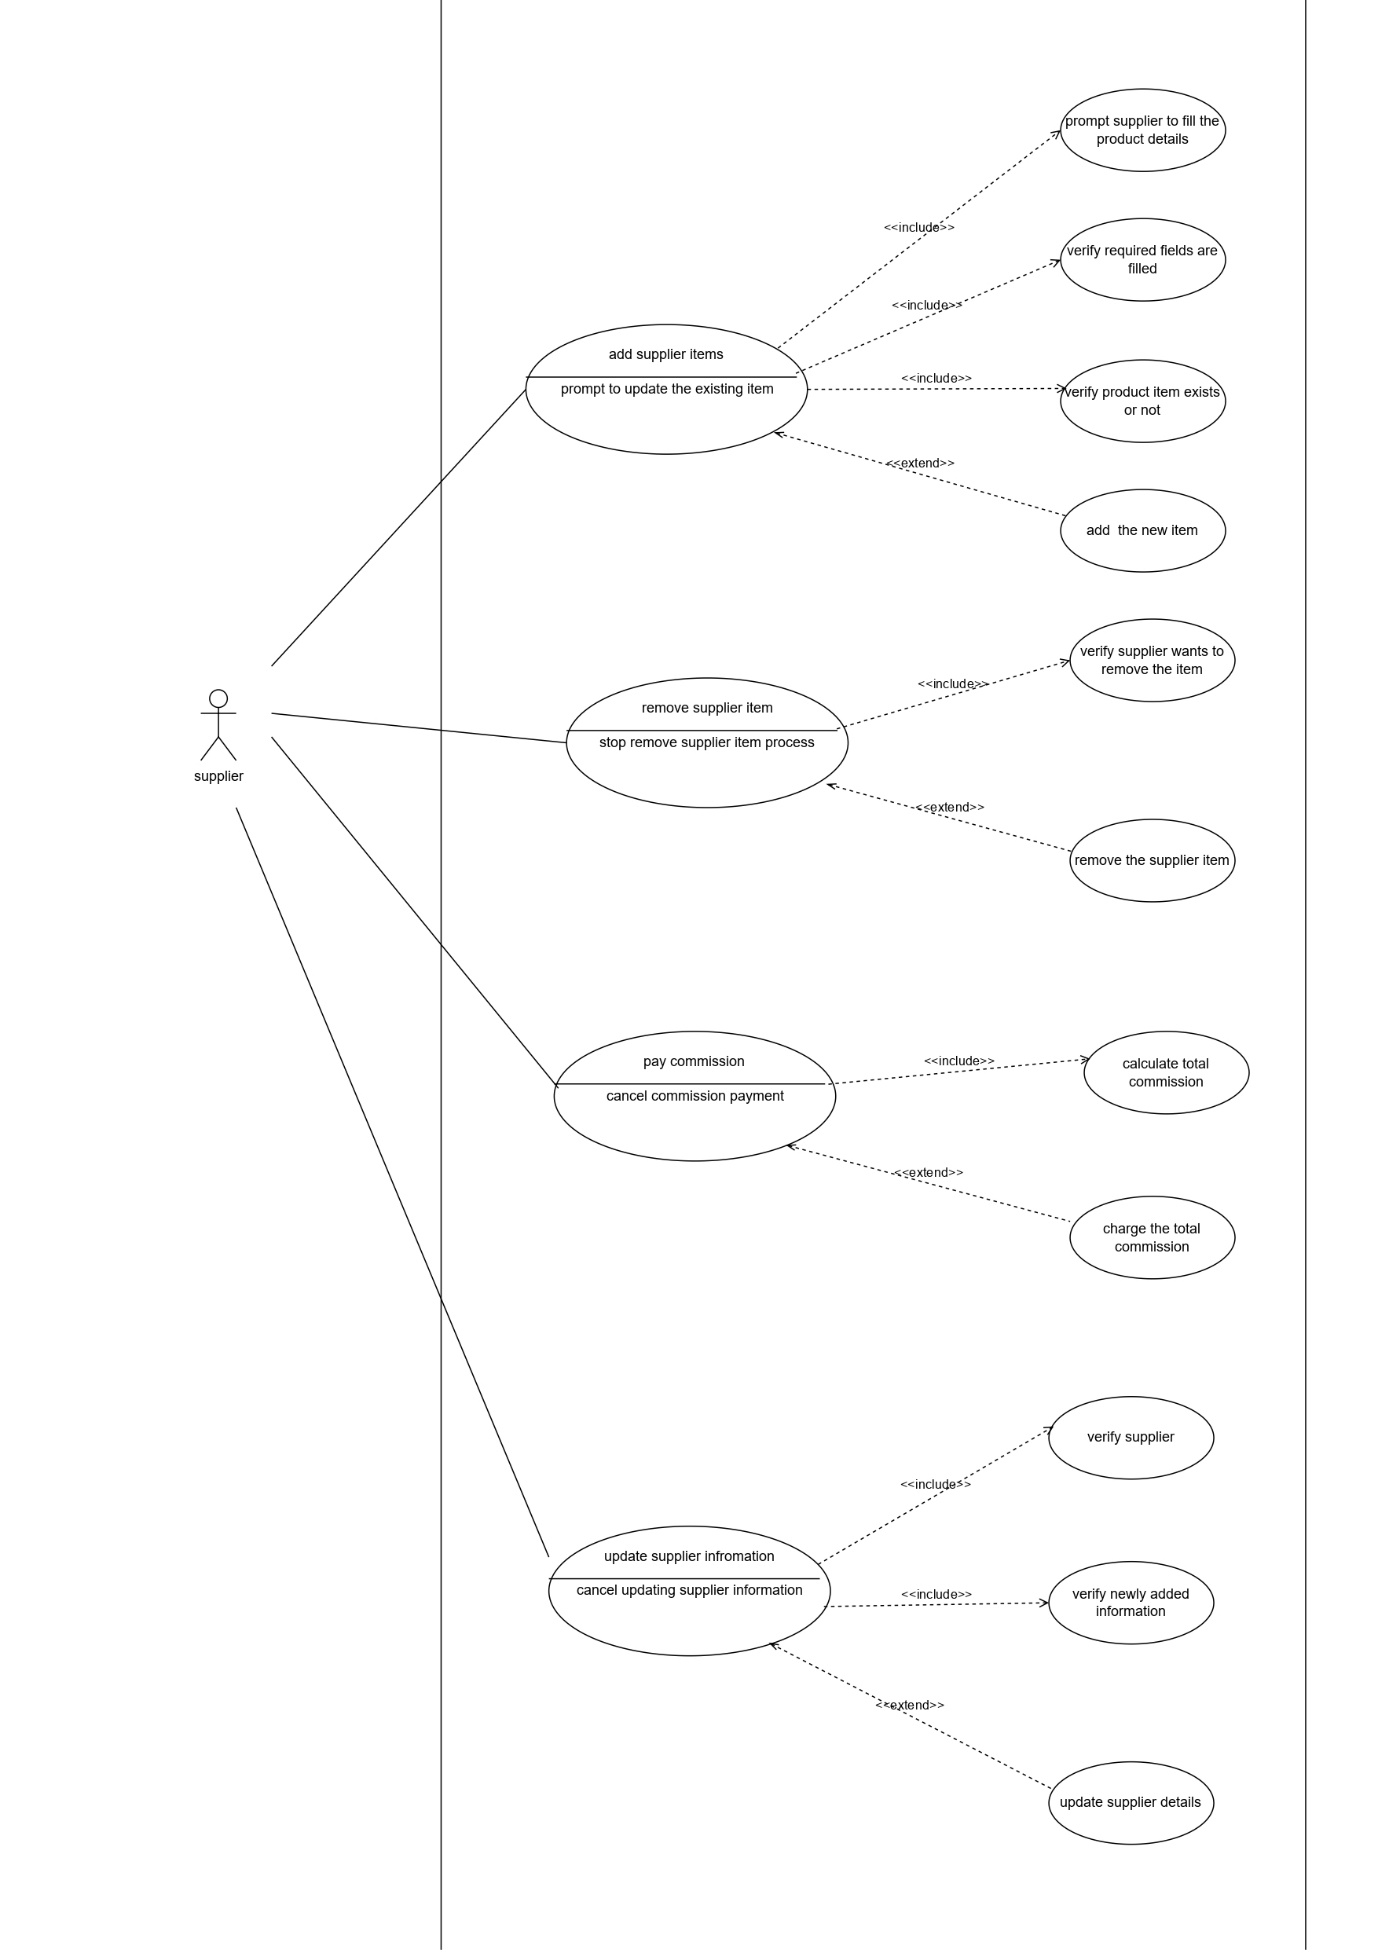 prompt supplier to fill the
product details
<<include>>
verify required fields are
filled
<<include>>
add supplier items
prompt to update the existing item
<<include>>
verify product item exists
or not
<<extend>>
add  the new item
verify supplier wants to
remove the item
<<include>>
remove supplier item
stop remove supplier item process
supplier
<<extend>>
remove the supplier item
pay commission
cancel commission payment
<<include>>
calculate total
commission
<<extend>>
charge the total
commission
verify supplier
<<include>>
update supplier infromation
cancel updating supplier information
<<include>>
verify newly added
information
<<extend>>
update supplier details